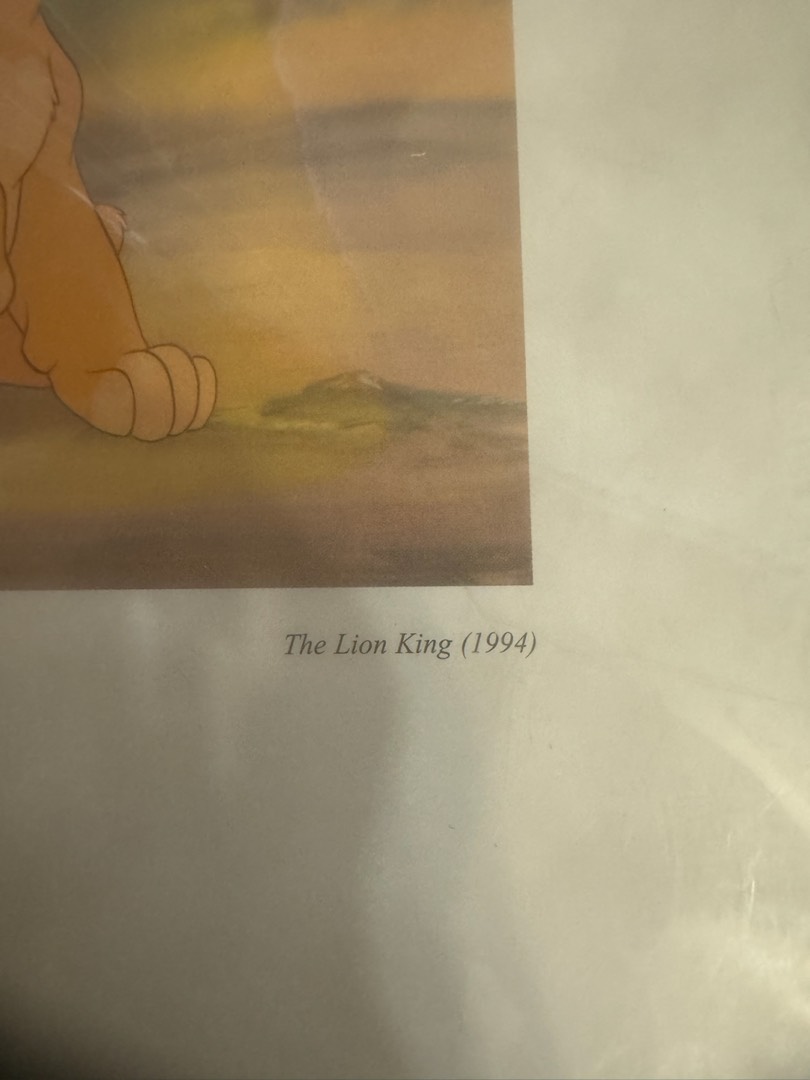 The Lion King (1994)